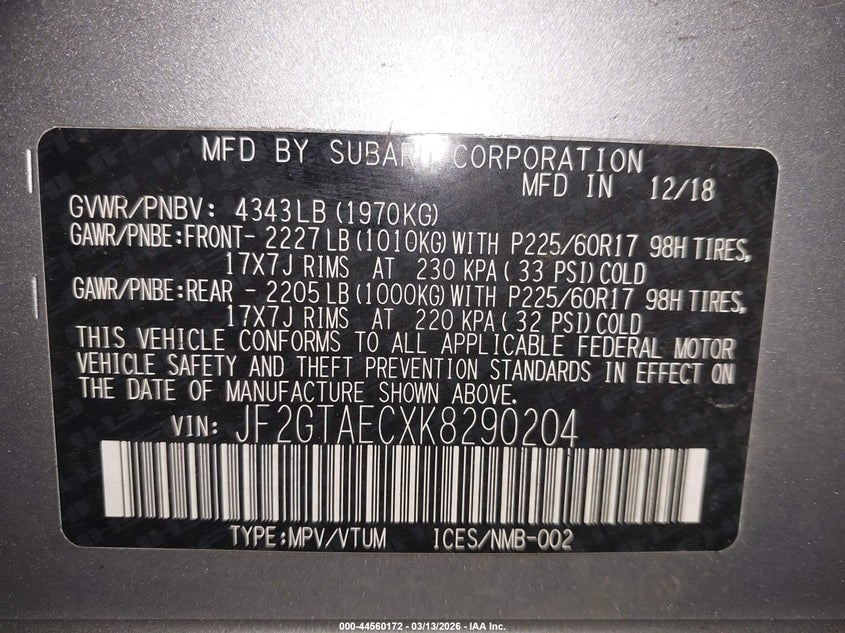 MFD BY SUBARU CORPORATION
MFD IN 12/18
GVWR/PNBV: 4343LB (1970KG)
GAWR/PNBE:FRONT- 2227 LB (1010KG) WITH P225/60R17 98H TIRES,
17X7J RIMS AT 230 KPA ( 33 PSI) COLD
GAWR/PNBE:REAR - 2205 LB (1000KG) WITH P225/60R17 98H TIRES,
17X7J RIMS AT 220 KPA ( 32 PSI) COLD
THIS VEHICLE CONFORMS TO ALL APPLICABLE FEDERAL MOTOR
VEHICLE SAFETY AND THEFT PREVENTION STANDARDS IN EFFECT ON
THE DATE OF MANUFACTURE SHOWN ABOVE.
VIN: JF2GTAECXK8290204
TYPE:MPV/VTUM ICES/NMB-002
000-44560172 - 03/13/2026 - IAA Inc.